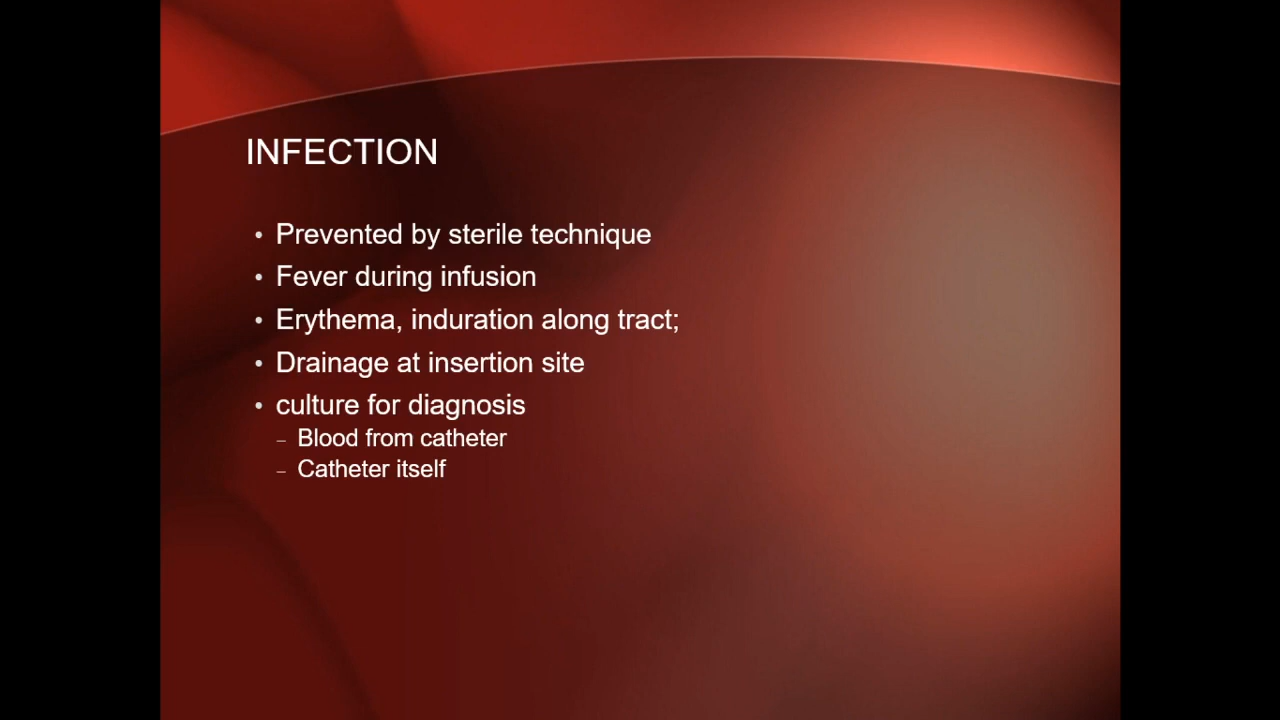 INFECTION
• Prevented by sterile technique
• Fever during infusion
• Erythema, induration along tract;
• Drainage at insertion site
• culture for diagnosis
– Blood from catheter
– Catheter itself